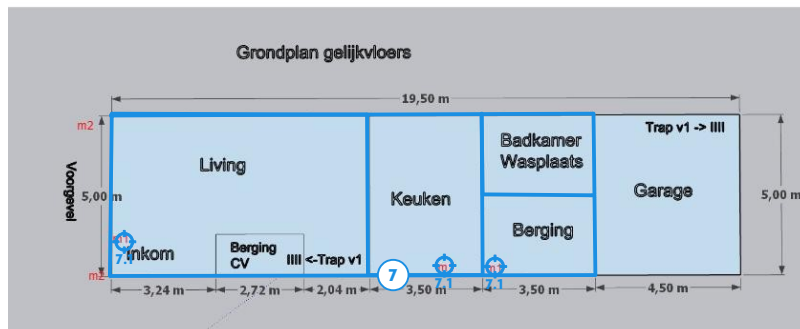 Grondplan gelijkvloers
19,50 m
m2
Voorgevel
5,00 m
Living
Keuken
Badkamer
Wasplaats
Trap v1 -> IIII
Garage
5,00 m
Berging
Inkom
7.1
Berging
CV
IIII <-Trap v1
7
7.1
7.1
m2
3,24 m
2,72 m
2,04 m
3,50 m
3,50 m
4,50 m